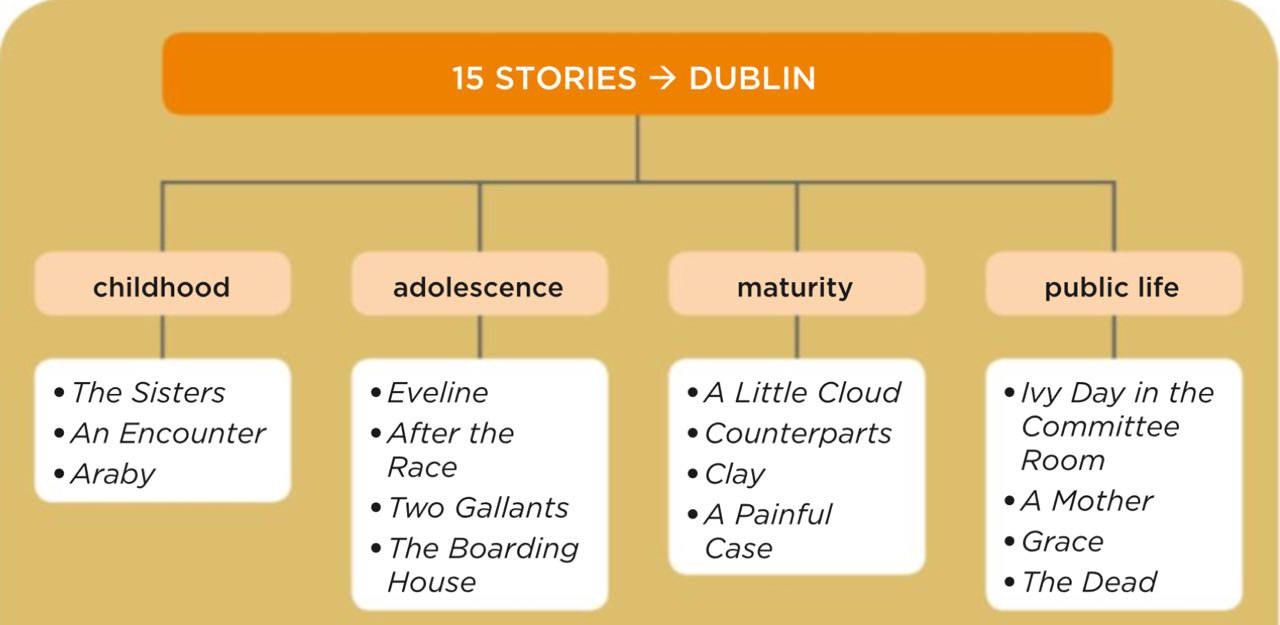 15 STORIES → DUBLIN
childhood
• The Sisters
• An Encounter
• Araby
adolescence
• Eveline
• After the
Race
• Two Gallants
• The Boarding
House
maturity
• A Little Cloud
• Counterparts
• Clay
• A Painful
Case
public life
• Ivy Day in the
Committee
Room
• A Mother
• Grace
• The Dead